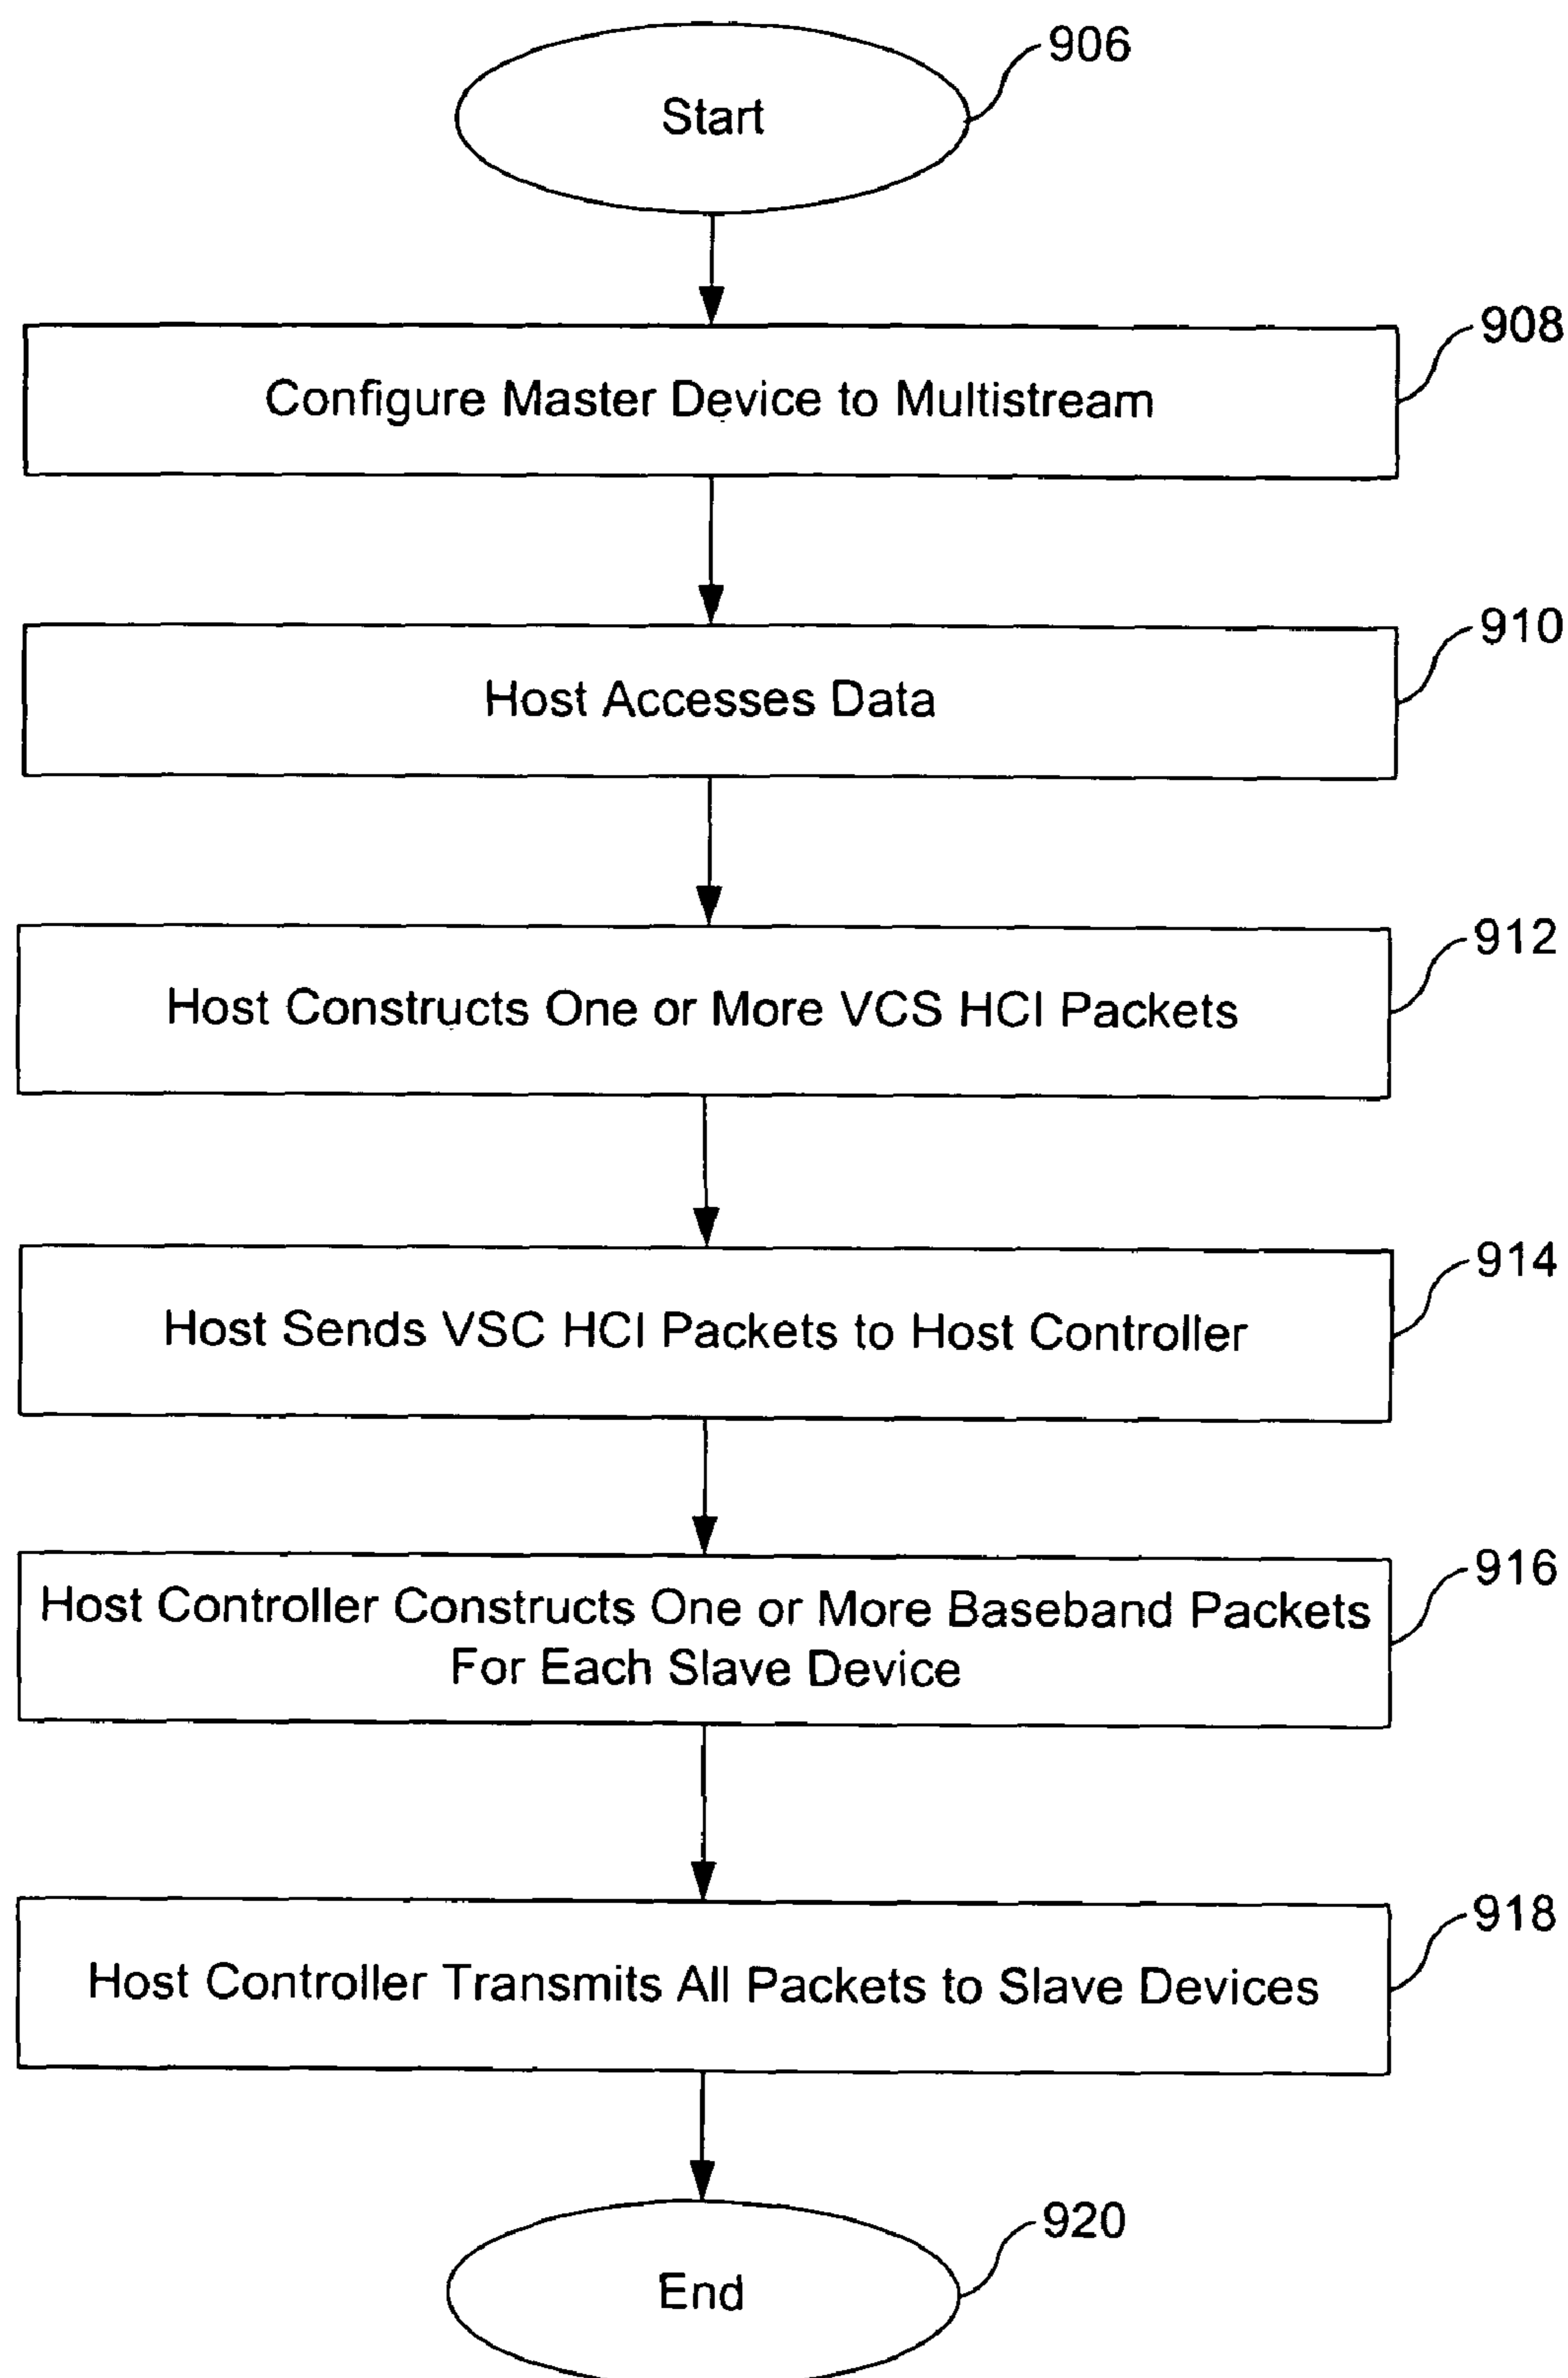 906
Start
908
Configure Master Device to Multistream
910
Host Accesses Data
912
Host Constructs One or More VCS HCI Packets
914
Host Sends VSC HCI Packets to Host Controller
916
Host Controller Constructs One or More Baseband Packets
For Each Slave Device
918
Host Controller Transmits All Packets to Slave Devices
920
End